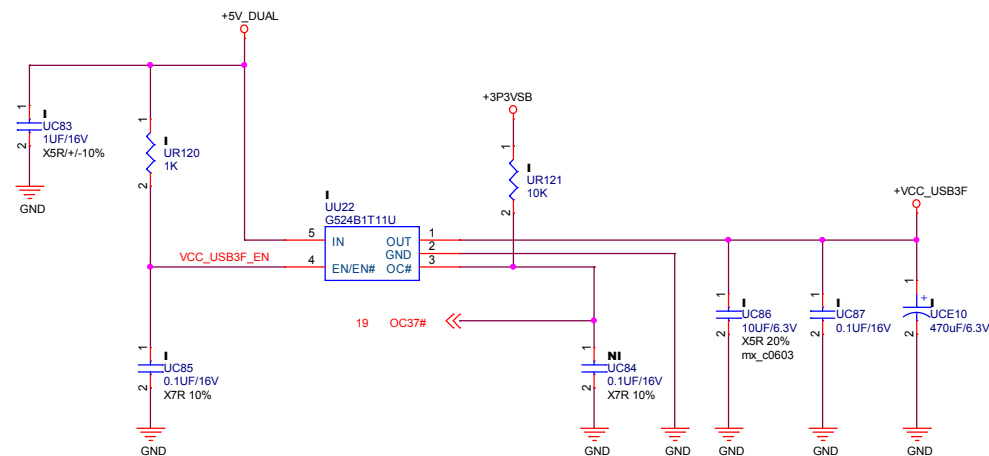 +5V_DUAL
1
I
UC83
1UF/16V
2
X5R/+/-10%
GND
1
I
UR120
1K
2
+3P3VSB
1
I
UR121
10K
2
I
UU22
G524B1T11U
5
IN
OUT
1
GND
2
VCC_USB3F_EN
4
EN/EN#
OC#
3
+VCC_USB3F
19 OC37#
1
I
UC85
0.1UF/16V
2
X7R 10%
GND
1
NI
UC84
0.1UF/16V
2
X7R 10%
GND
GND
1
I
UC86
10UF/6.3V
2
X5R 20%
mx_c0603
GND
1
I
UC87
0.1UF/16V
2
GND
1
+
I
UCE10
470uF/6.3V
2
GND